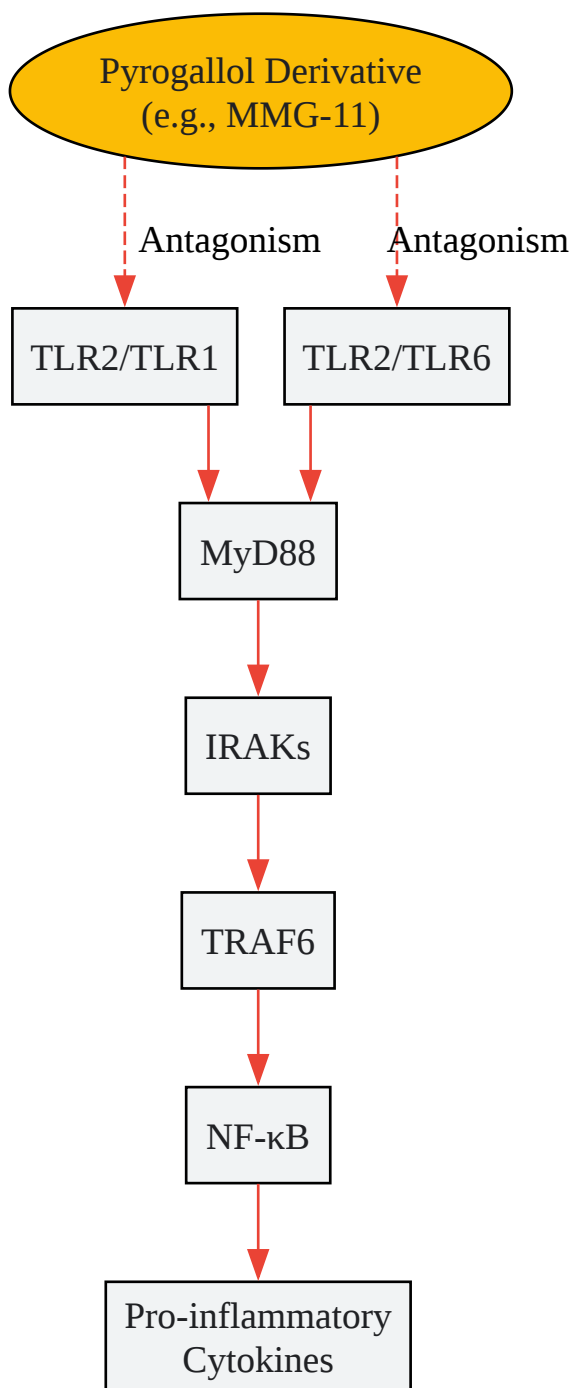 Pyrogallol Derivative
(e.g., MMG-11)
Antagonism
Antagonism
TLR2/TLR1
TLR2/TLR6
MyD88
IRAKs
TRAF6
NF-κB
Pro-inflammatory
Cytokines